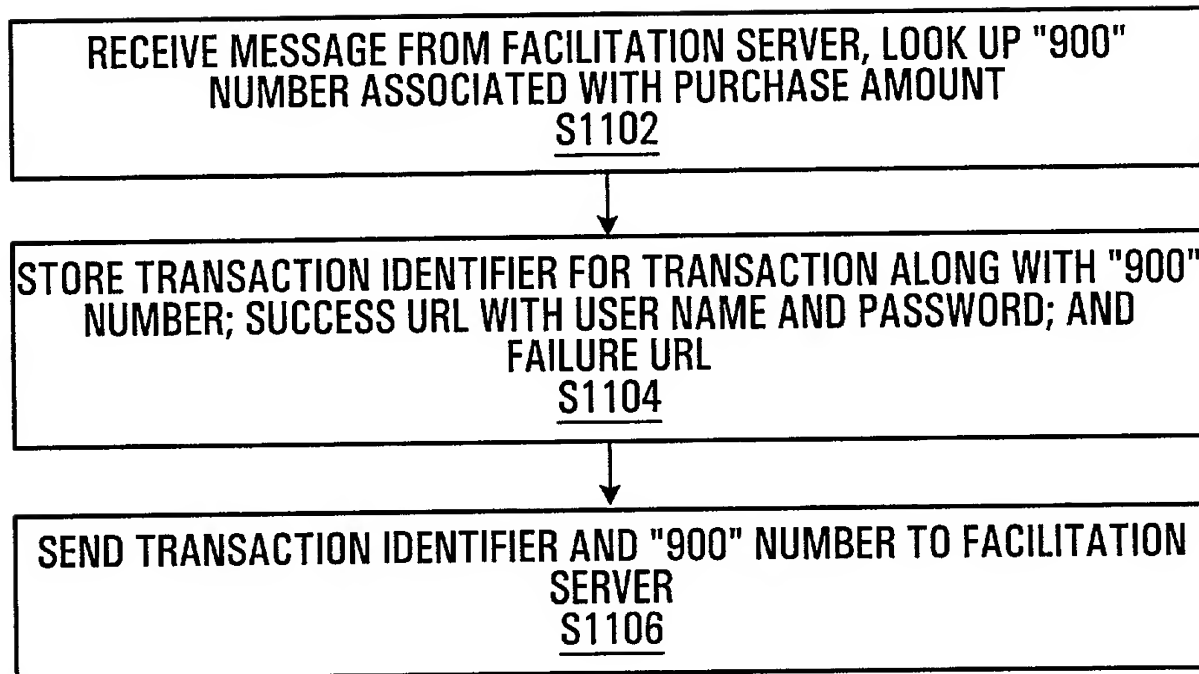 RECEIVE MESSAGE FROM FACILITATION SERVER, LOOK UP "900"
NUMBER ASSOCIATED WITH PURCHASE AMOUNT
S1102
STORE TRANSACTION IDENTIFIER FOR TRANSACTION ALONG WITH "900"
NUMBER; SUCCESS URL WITH USER NAME AND PASSWORD; AND
FAILURE URL
S1104
SEND TRANSACTION IDENTIFIER AND "900" NUMBER TO FACILITATION
SERVER
S1106